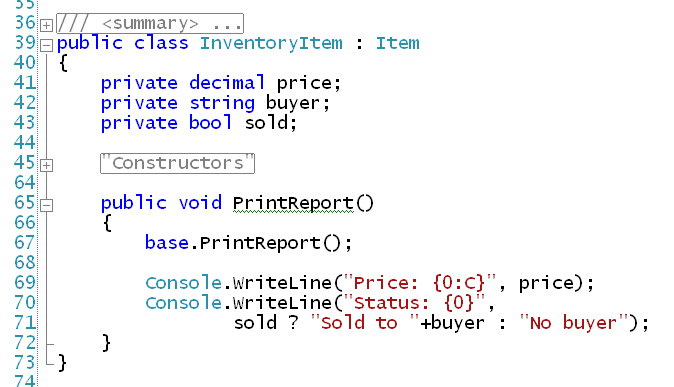 35
36 /// <summary> ...
39 public class InventoryItem : Item
40 {
41     private decimal price;
42     private string buyer;
43     private bool sold;
44
45     "Constructors"
64
65     public void PrintReport()
66     {
67         base.PrintReport();
68
69         Console.WriteLine("Price: {0:C}", price);
70         Console.WriteLine("Status: {0}",
71                 sold ? "Sold to "+buyer : "No buyer");
72     }
73 }
74